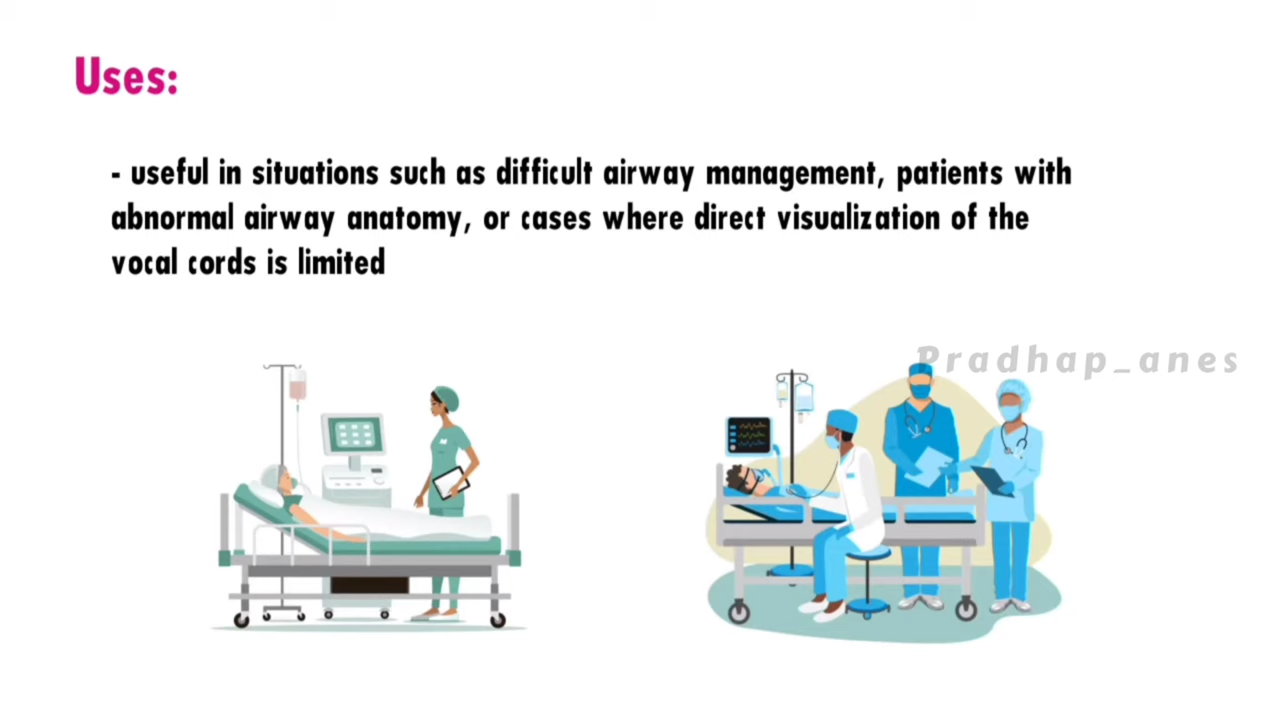 Uses:
- useful in situations such as difficult airway management, patients with
abnormal airway anatomy, or cases where direct visualization of the
vocal cords is limited
Pradhap_anes